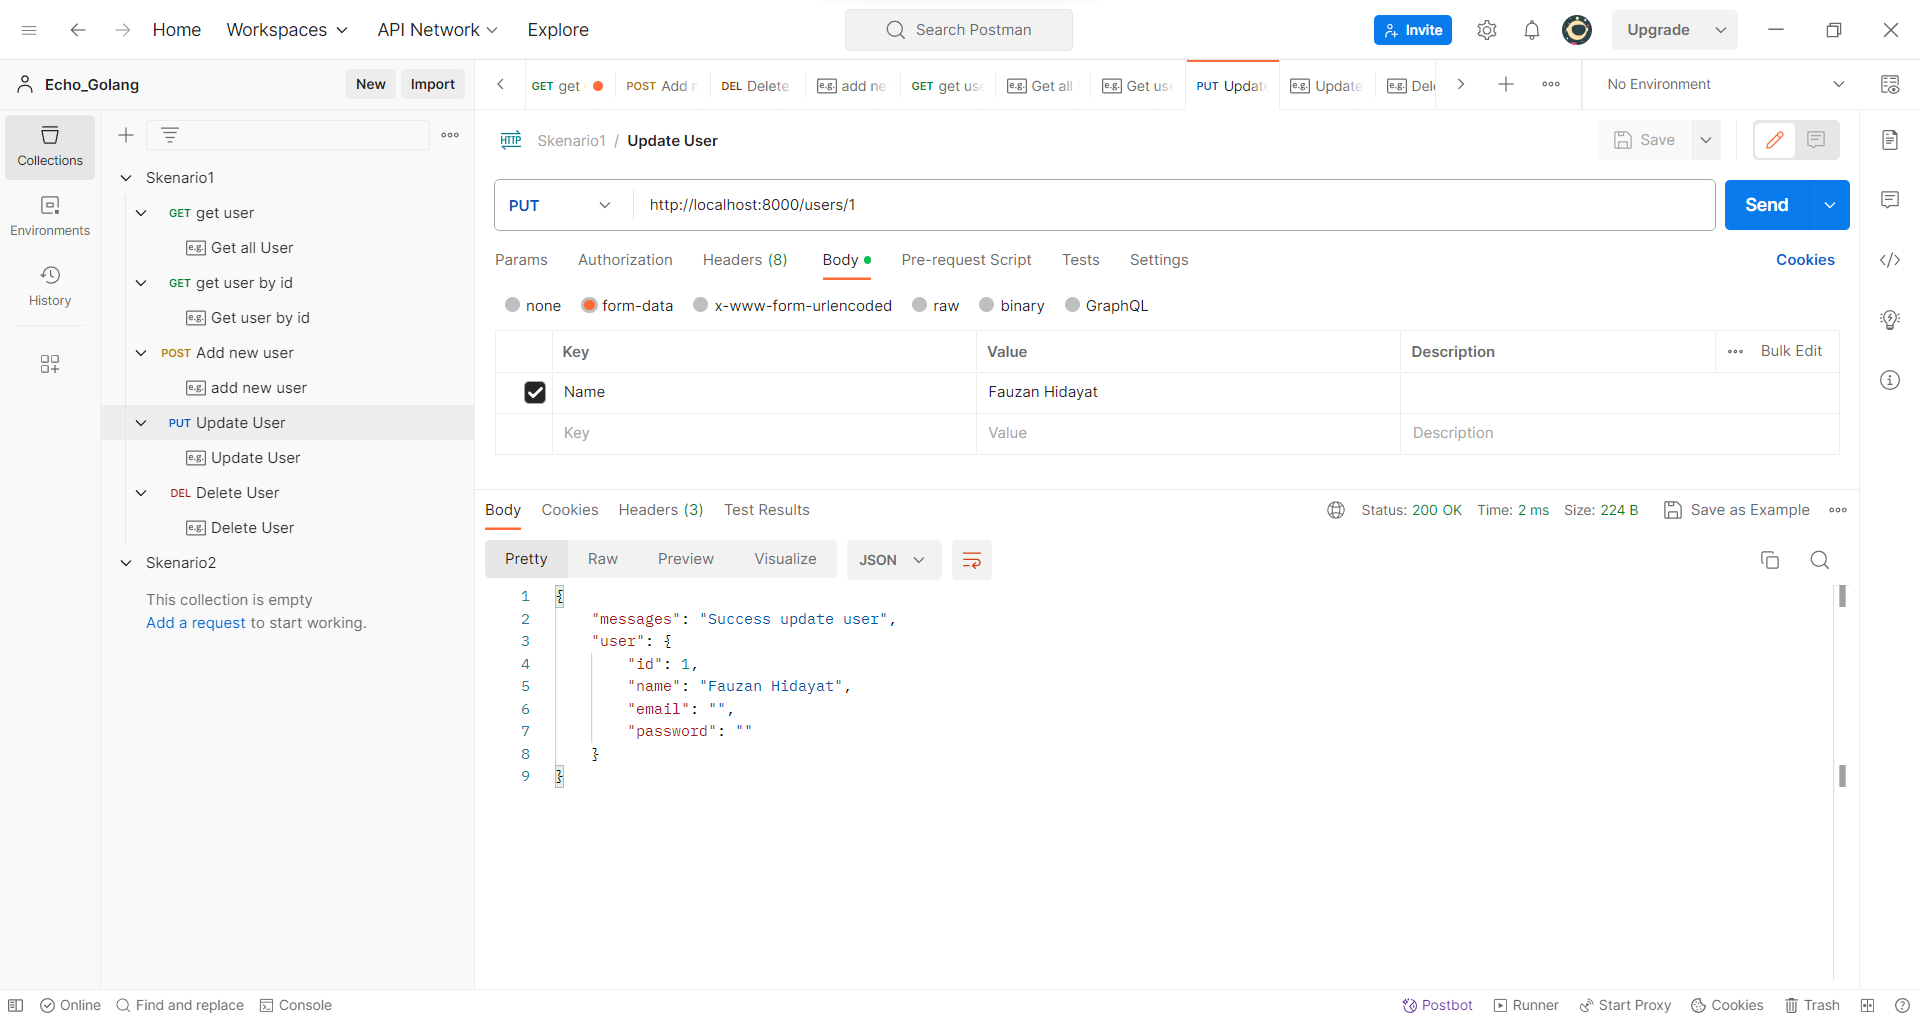 Home Workspaces API Network Explore Search Postman Invite Upgrade
Echo_Golang New Import
GET get POST Add n DEL Delete e.g. add ne GET get use e.g. Get all e.g. Get use PUT Update e.g. Update e.g. Del No Environment
Collections
Environments
History
Skenario1
GET get user
e.g. Get all User
GET get user by id
e.g. Get user by id
POST Add new user
e.g. add new user
PUT Update User
e.g. Update User
DEL Delete User
e.g. Delete User
Skenario2
This collection is empty
Add a request to start working.
HTTP Skenario1 / Update User Save
PUT http://localhost:8000/users/1 Send
Params Authorization Headers (8) Body Pre-request Script Tests Settings Cookies
none form-data x-www-form-urlencoded raw binary GraphQL
Key Value Description Bulk Edit
Name Fauzan Hidayat
Key Value Description
Body Cookies Headers (3) Test Results Status: 200 OK Time: 2 ms Size: 224 B Save as Example
Pretty Raw Preview Visualize JSON
1 {
2 "messages": "Success update user",
3 "user": {
4 "id": 1,
5 "name": "Fauzan Hidayat",
6 "email": "",
7 "password": ""
8 }
9 }
Online Find and replace Console Postbot Runner Start Proxy Cookies Trash